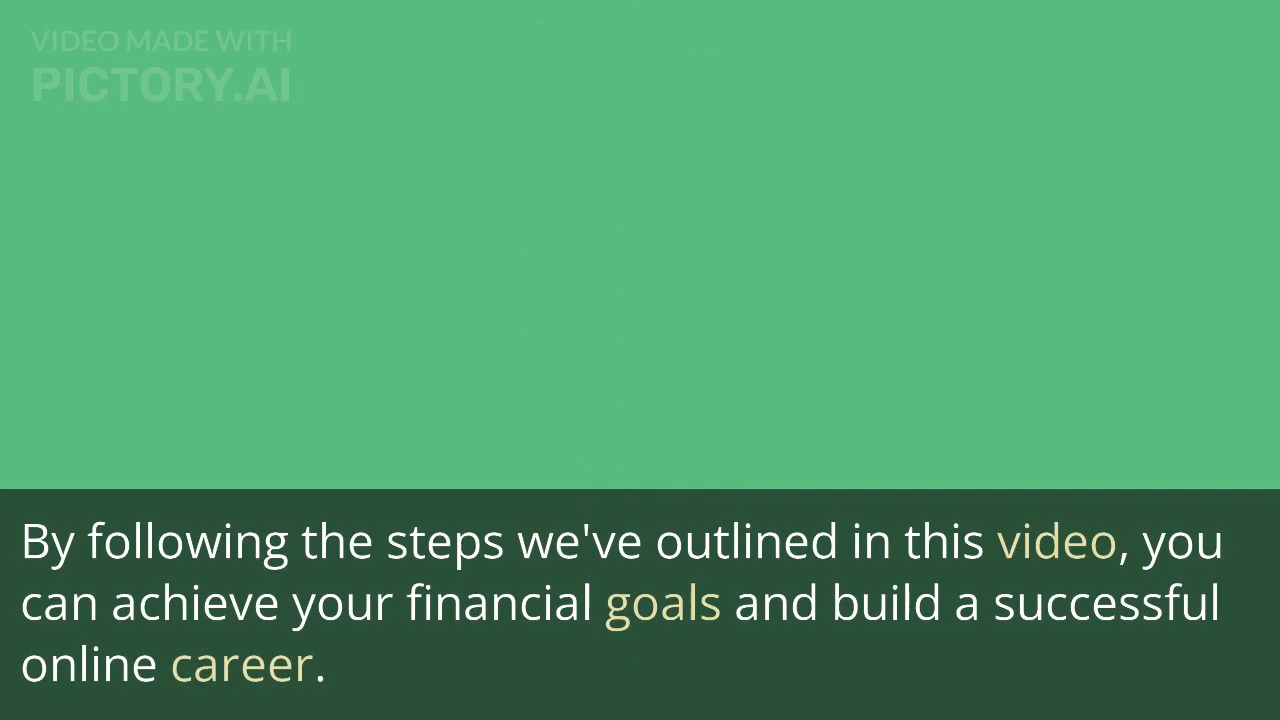 VIDEO MADE WITH
PICTORY.AI
By following the steps we've outlined in this video, you
can achieve your financial goals and build a successful
online career.